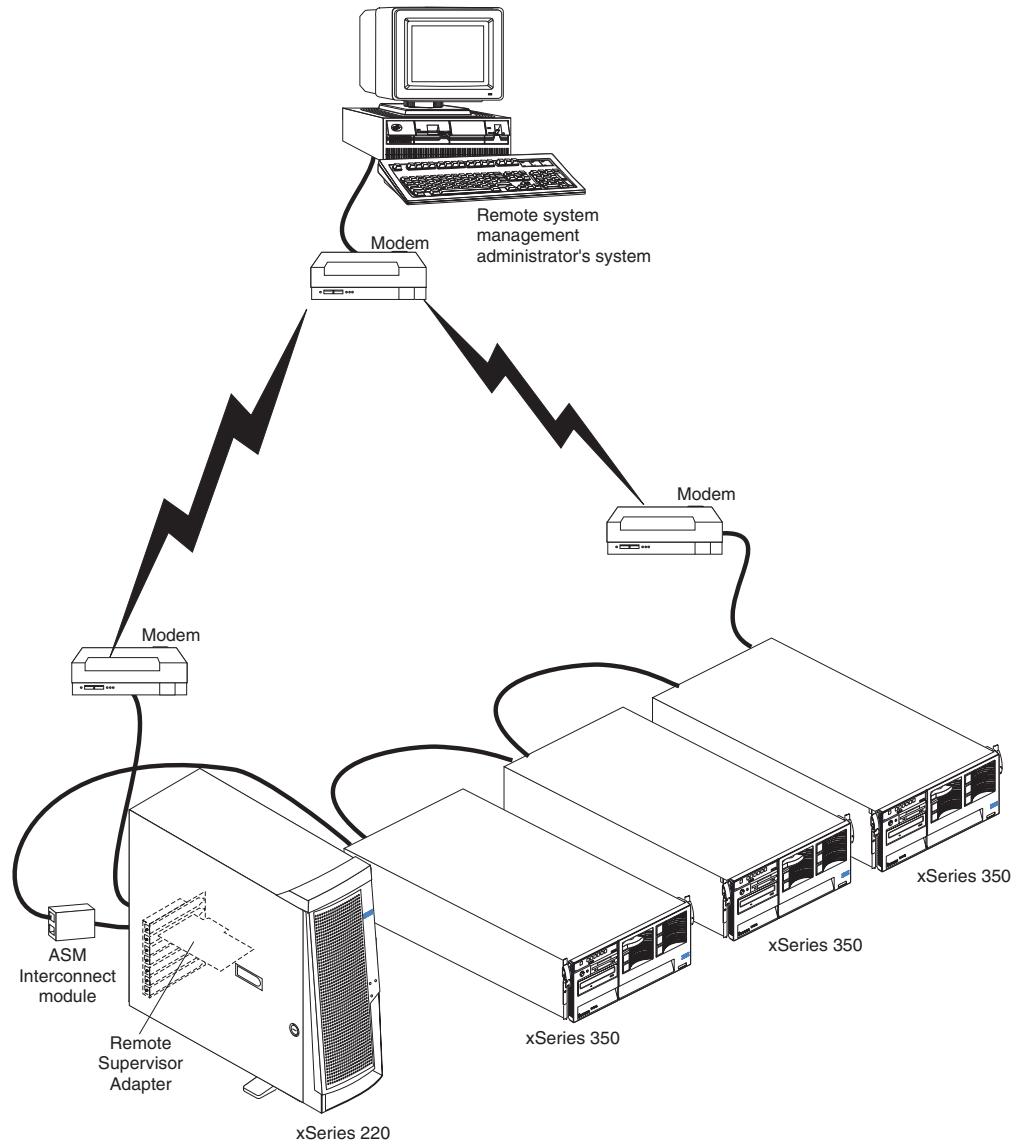 Remote system
management
administrator's system
Modem
Modem
Modem
xSeries 350
xSeries 350
ASM
Interconnect
module
xSeries 350
Remote
Supervisor
Adapter
xSeries 220